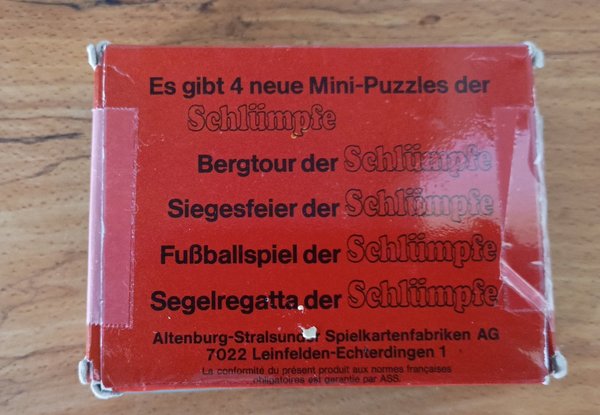 Es gibt 4 neue Mini-Puzzles der
Schlümpfe
Bergtour der Schlümpfe
Siegesfeier der Schlümpfe
Fußballspiel der Schlümpfe
Segelregatta der Schlümpfe
Altenburg-Stralsunder Spielkartenfabriken AG
7022 Leinfelden-Echterdingen 1
La conformité du présent produit aux normes françaises
obligatoires est garantie par ASS.